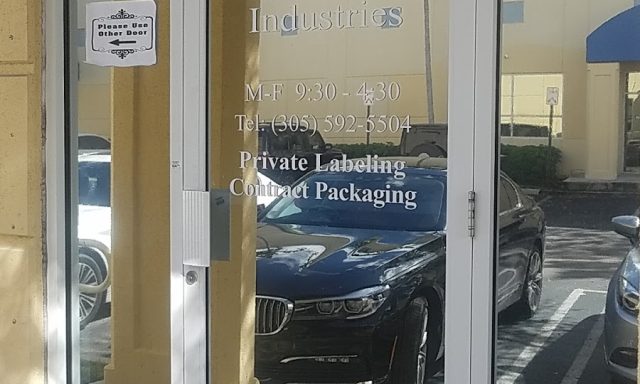 Please Use
Other Door
Industries
M-F 9:30 - 4:30
Tel: (305) 592-5504
Private Labeling
Contract Packaging